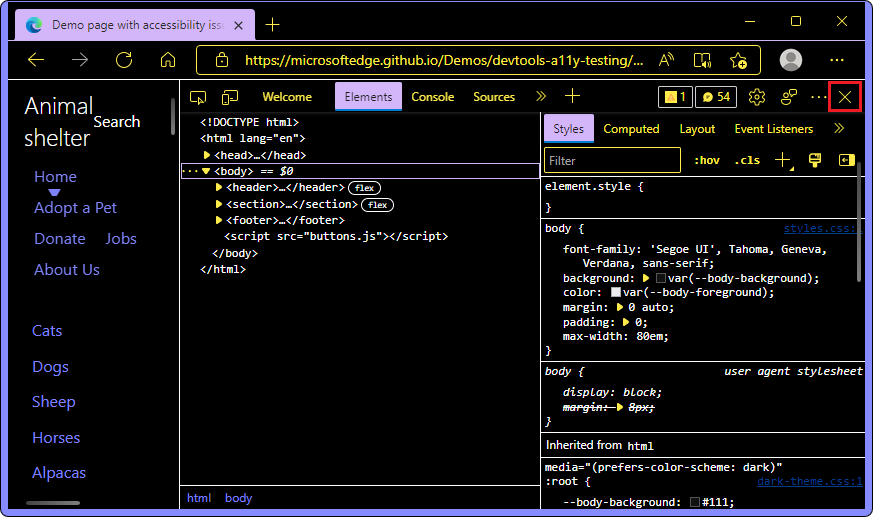 Demo page with accessibility iss
https://microsoftedge.github.io/Demos/devtools-a11y-testing/...
Animal
shelter
Search
Home
Adopt a Pet
Donate Jobs
About Us
Cats
Dogs
Sheep
Horses
Alpacas
Welcome Elements Console Sources 1 54
<!DOCTYPE html>
<html lang="en">
<head>…</head>
<body> == $0
<header>…</header> flex
<section>…</section> flex
<footer>…</footer>
<script src="buttons.js"></script>
</body>
</html>
html body
Styles Computed Layout Event Listeners
Filter :hov .cls
element.style {
}
body { styles.css:1
font-family: 'Segoe UI', Tahoma, Geneva,
Verdana, sans-serif;
background: var(--body-background);
color: var(--body-foreground);
margin: 0 auto;
padding: 0;
max-width: 80em;
}
body { user agent stylesheet
display: block;
margin: 8px;
}
Inherited from html
media="(prefers-color-scheme: dark)"
:root { dark-theme.css:1
--body-background: #111;